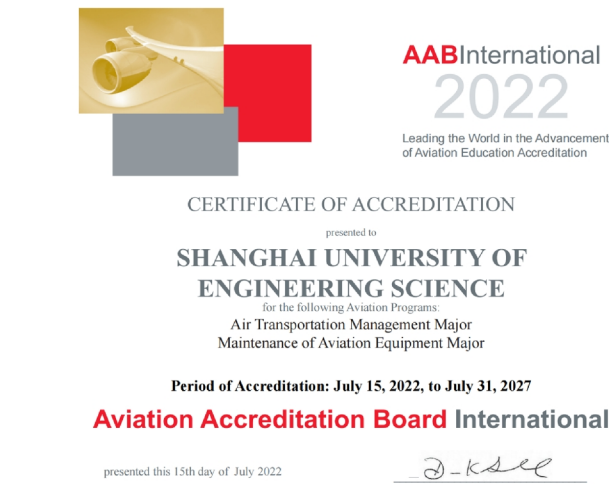 AABInternational
2022
Leading the World in the Advancement
of Aviation Education Accreditation
CERTIFICATE OF ACCREDITATION
presented to
SHANGHAI UNIVERSITY OF
ENGINEERING SCIENCE
for the following Aviation Programs:
Air Transportation Management Major
Maintenance of Aviation Equipment Major
Period of Accreditation: July 15, 2022, to July 31, 2027
Aviation Accreditation Board International
presented this 15th day of July 2022